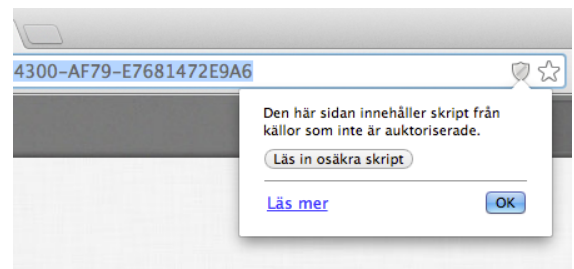 4300-AF79-E7681472E9A6
Den här sidan innehåller skript från
källor som inte är auktoriserade.
Läs in osäkra skript
Läs mer
OK